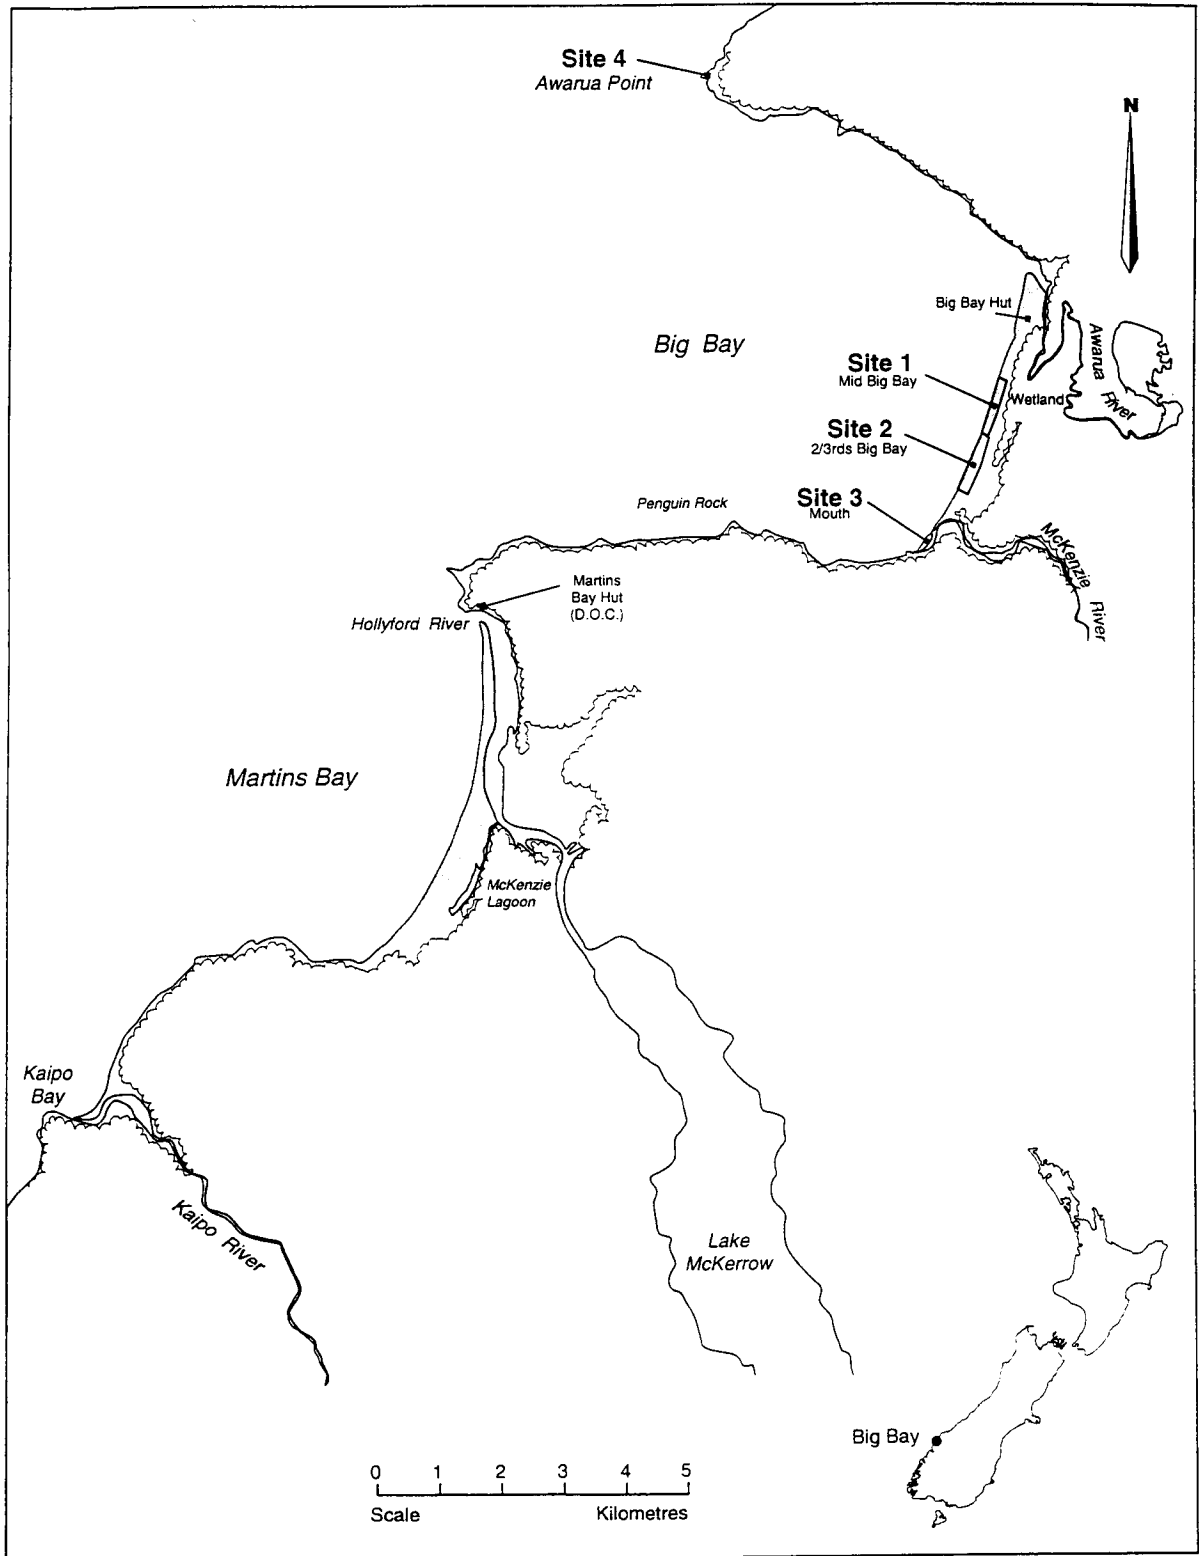 Site 4
Awarua Point
N
Big Bay Hut
Big Bay
Awarua River
Site 1
Mid Big Bay
Wetland
Site 2
2/3rds Big Bay
Site 3
Mouth
Penguin Rock
McKenzie River
Martins
Bay Hut
(D.O.C.)
Hollyford River
Martins Bay
McKenzie
Lagoon
Kaipo
Bay
Kaipo River
Lake
McKerrow
Big Bay
0 1 2 3 4 5
Scale Kilometres